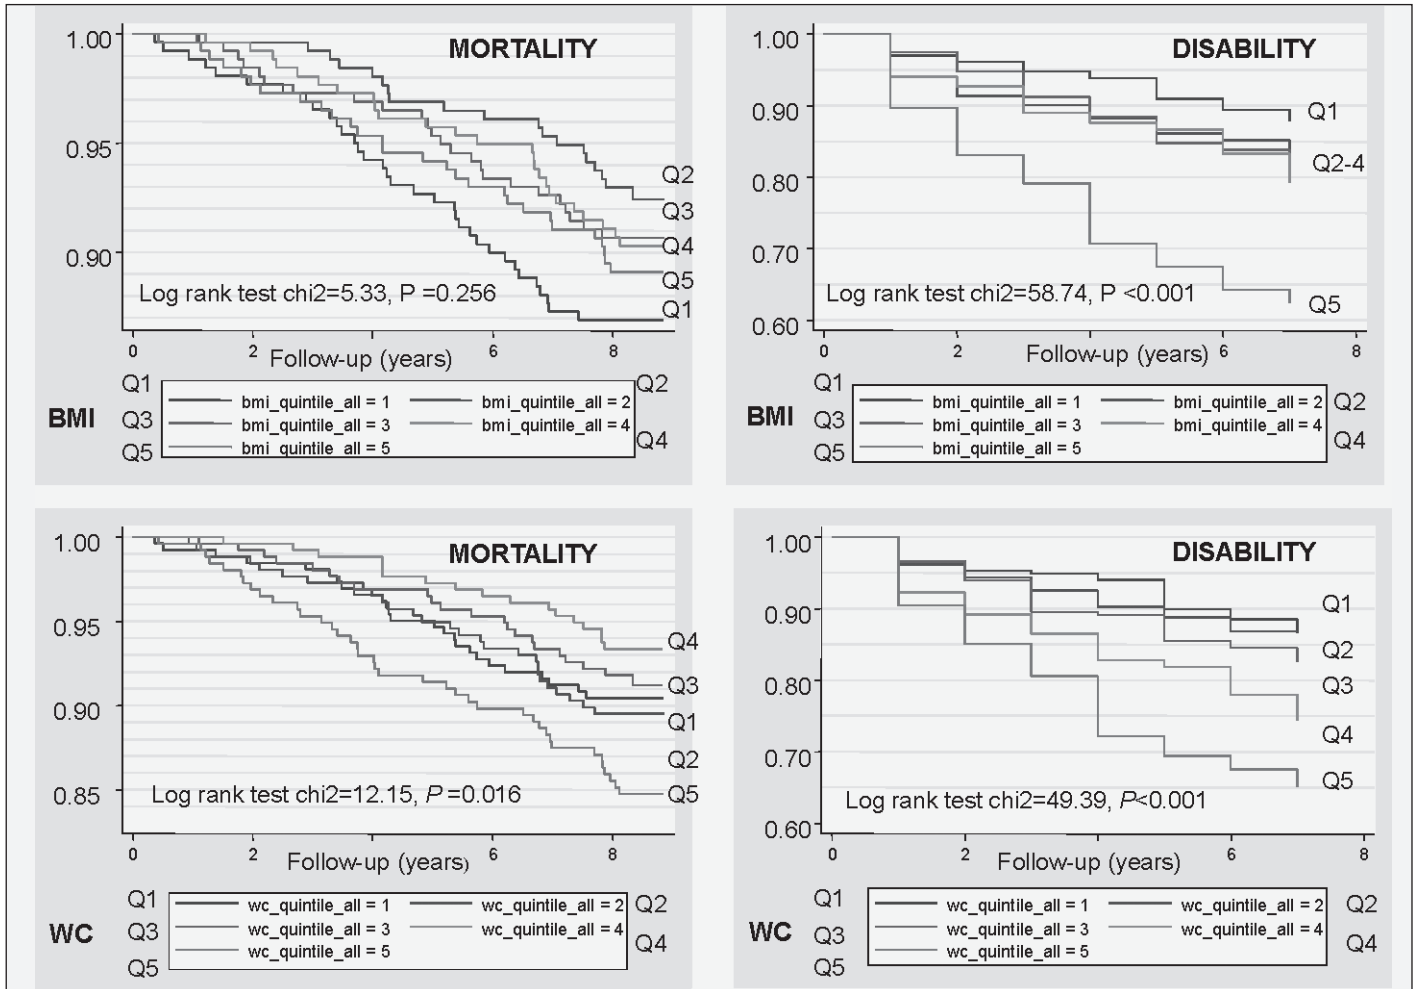 MORTALITY
1.00
0.95
0.90
Q2
Q3
Q4
Q5
Q1
Log rank test chi2=5.33, P =0.256
0 2 4 6 8
Follow-up (years)
BMI
Q1 bmi_quintile_all = 1 bmi_quintile_all = 2 Q2
Q3 bmi_quintile_all = 3 bmi_quintile_all = 4 Q4
Q5 bmi_quintile_all = 5
DISABILITY
1.00
0.90
0.80
0.70
0.60
Q1
Q2-4
Q5
Log rank test chi2=58.74, P <0.001
0 2 4 6 8
Follow-up (years)
BMI
Q1 bmi_quintile_all = 1 bmi_quintile_all = 2 Q2
Q3 bmi_quintile_all = 3 bmi_quintile_all = 4 Q4
Q5 bmi_quintile_all = 5
MORTALITY
1.00
0.95
0.90
0.85
Q4
Q3
Q1
Q2
Q5
Log rank test chi2=12.15, P =0.016
0 2 4 6 8
Follow-up (years)
WC
Q1 wc_quintile_all = 1 wc_quintile_all = 2 Q2
Q3 wc_quintile_all = 3 wc_quintile_all = 4 Q4
Q5 wc_quintile_all = 5
DISABILITY
1.00
0.90
0.80
0.70
0.60
Q1
Q2
Q3
Q4
Q5
Log rank test chi2=49.39, P<0.001
0 2 4 6 8
Follow-up (years)
WC
Q1 wc_quintile_all = 1 wc_quintile_all = 2 Q2
Q3 wc_quintile_all = 3 wc_quintile_all = 4 Q4
Q5 wc_quintile_all = 5